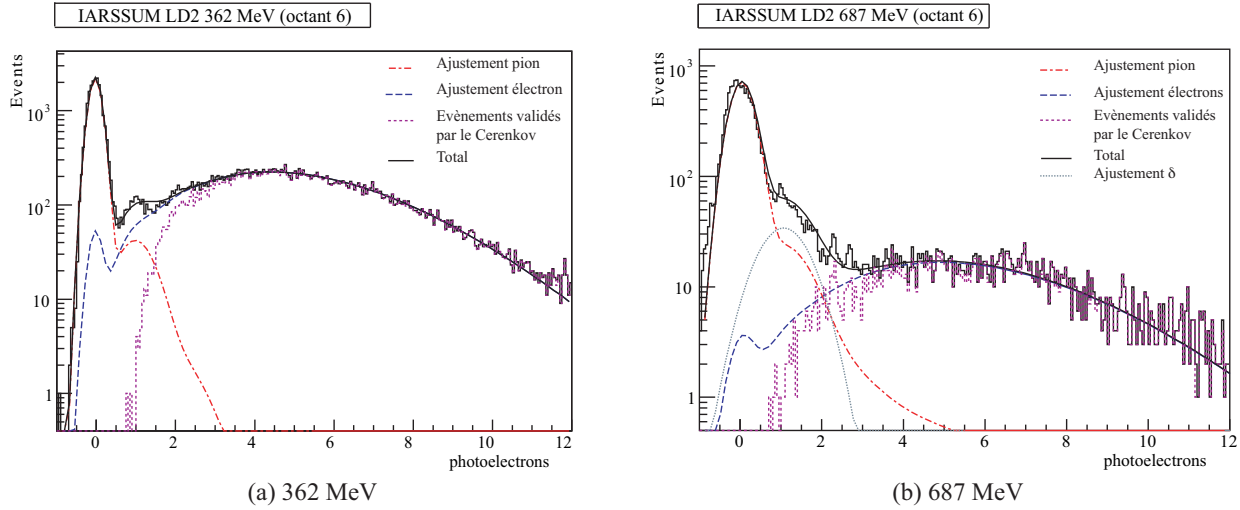 IARSSUM LD2 362 MeV (octant 6)
Events
10³
10²
10
1
0 2 4 6 8 10 12
photoelectrons
Ajustement pion
Ajustement électron
Evènements validés
par le Cerenkov
Total
(a) 362 MeV
IARSSUM LD2 687 MeV (octant 6)
Events
10³
10²
10
1
0 2 4 6 8 10 12
photoelectrons
Ajustement pion
Ajustement électrons
Evènements validés
par le Cerenkov
Total
Ajustement δ
(b) 687 MeV